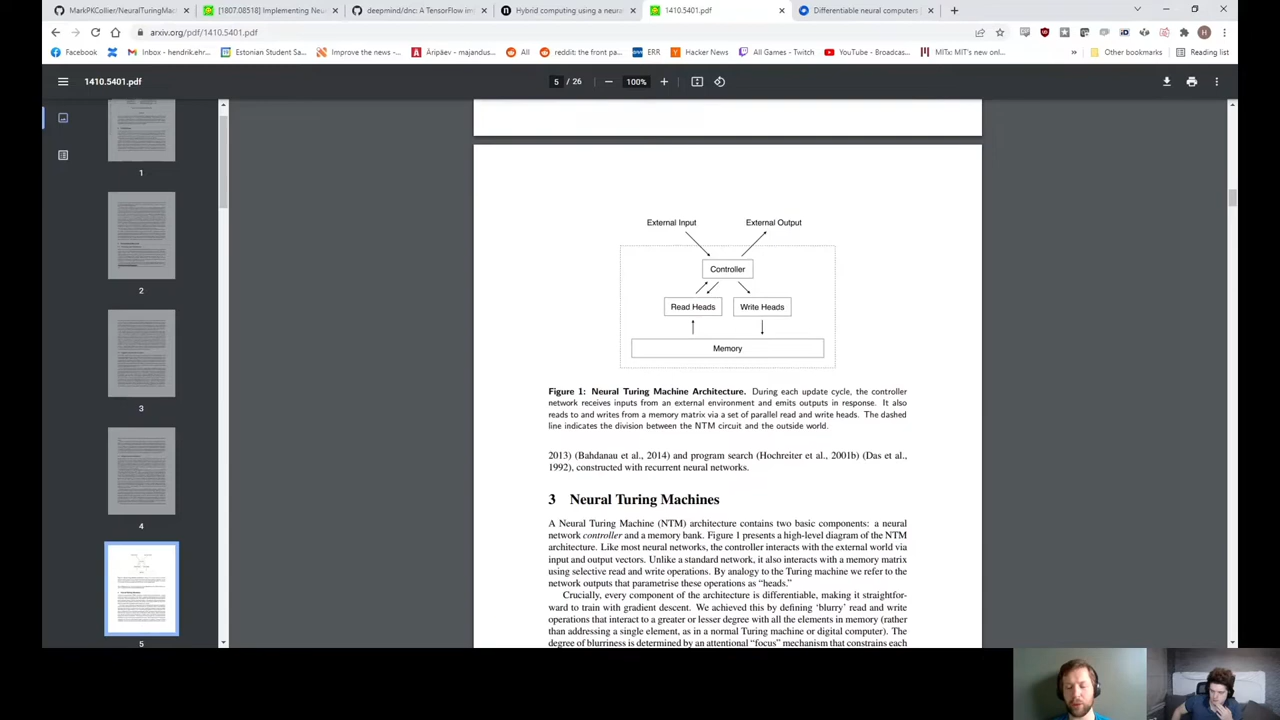 MarkPKCollier/NeuralTuringMac
[1807.08518] Implementing Neu
deepmind/dnc: A TensorFlow im
Hybrid computing using a neura
1410.5401.pdf
Differentiable neural computers |
arxiv.org/pdf/1410.5401.pdf
Facebook
Inbox - hendrik.ehr...
Estonian Student Sa...
Improve the news -...
Äripäev - majandus...
All
reddit: the front pa...
ERR
Hacker News
All Games - Twitch
YouTube - Broadcas...
MITx: MIT's new onl...
»
Other bookmarks
Reading list
1410.5401.pdf
5 / 26
100%
1
2
3
4
5
External Input
External Output
Controller
Read Heads
Write Heads
Memory
Figure 1: Neural Turing Machine Architecture. During each update cycle, the controller
network receives inputs from an external environment and emits outputs in response. It also
reads to and writes from a memory matrix via a set of parallel read and write heads. The dashed
line indicates the division between the NTM circuit and the outside world.
2013) (Bahdanau et al., 2014) and program search (Hochreiter et al., 2001b) (Das et al.,
1992), constructed with recurrent neural networks.
3 Neural Turing Machines
A Neural Turing Machine (NTM) architecture contains two basic components: a neural
network controller and a memory bank. Figure 1 presents a high-level diagram of the NTM
architecture. Like most neural networks, the controller interacts with the external world via
input and output vectors. Unlike a standard network, it also interacts with a memory matrix
using selective read and write operations. By analogy to the Turing machine we refer to the
network outputs that parametrise these operations as “heads.”
Crucially, every component of the architecture is differentiable, making it straightfor-
ward to train with gradient descent. We achieved this by defining ‘blurry’ read and write
operations that interact to a greater or lesser degree with all the elements in memory (rather
than addressing a single element, as in a normal Turing machine or digital computer). The
degree of blurriness is determined by an attentional “focus” mechanism that constrains each